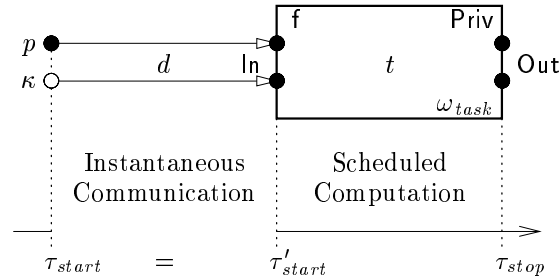 f Priv
p
d In t Out
κ
ω_task
Instantaneous Scheduled
Communication Computation
τ_start = τ'_start τ_stop